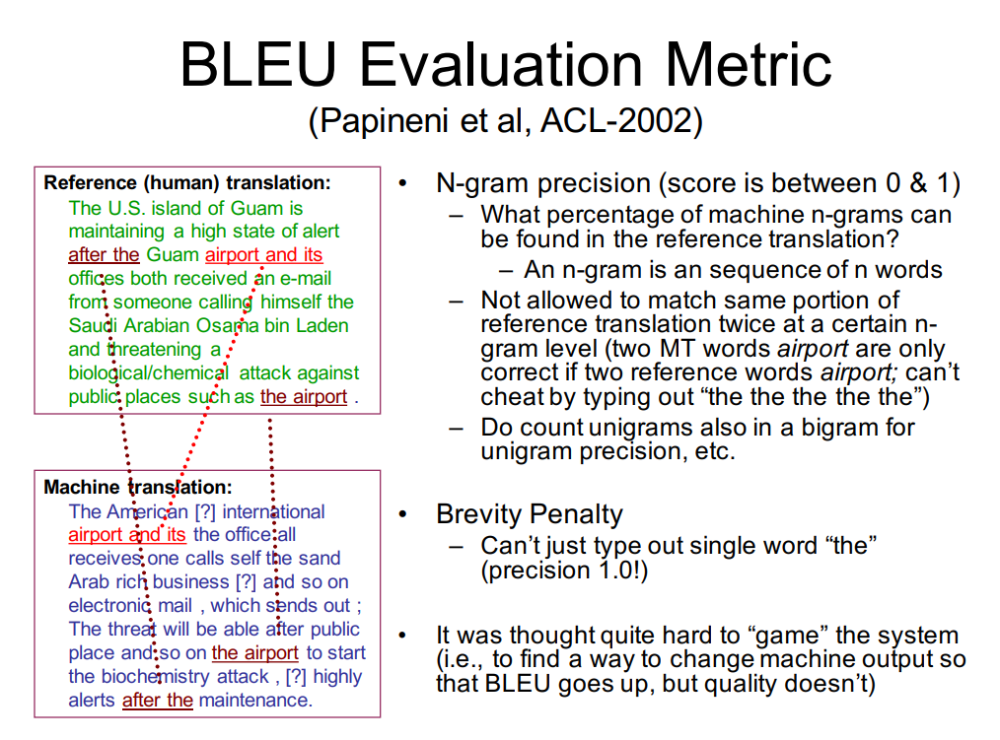 BLEU Evaluation Metric
(Papineni et al, ACL-2002)
Reference (human) translation:
The U.S. island of Guam is
maintaining a high state of alert
after the Guam airport and its
offices both received an e-mail
from someone calling himself the
Saudi Arabian Osama bin Laden
and threatening a
biological/chemical attack against
public places such as the airport .
Machine translation:
The American [?] international
airport and its the office all
receives one calls self the sand
Arab rich business [?] and so on
electronic mail , which sends out ;
The threat will be able after public
place and so on the airport to start
the biochemistry attack , [?] highly
alerts after the maintenance.
• N-gram precision (score is between 0 & 1)
– What percentage of machine n-grams can
be found in the reference translation?
– An n-gram is an sequence of n words
– Not allowed to match same portion of
reference translation twice at a certain n-
gram level (two MT words airport are only
correct if two reference words airport; can’t
cheat by typing out “the the the the the”)
– Do count unigrams also in a bigram for
unigram precision, etc.
• Brevity Penalty
– Can’t just type out single word “the”
(precision 1.0!)
• It was thought quite hard to “game” the system
(i.e., to find a way to change machine output so
that BLEU goes up, but quality doesn’t)